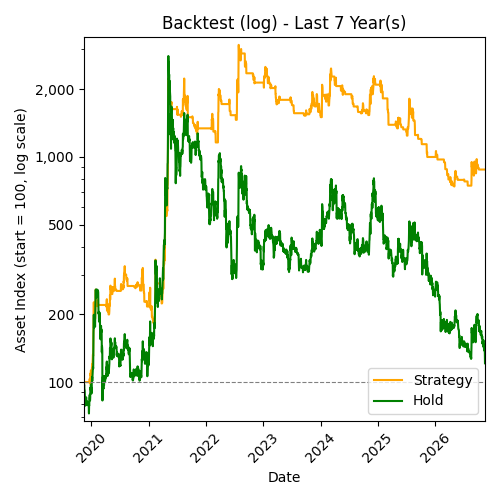 Backtest (log) - Last 7 Year(s)
Asset Index (start = 100, log scale)
2,000
1,000
500
200
100
2020
2021
2022
2023
2024
2025
2026
Date
Strategy
Hold